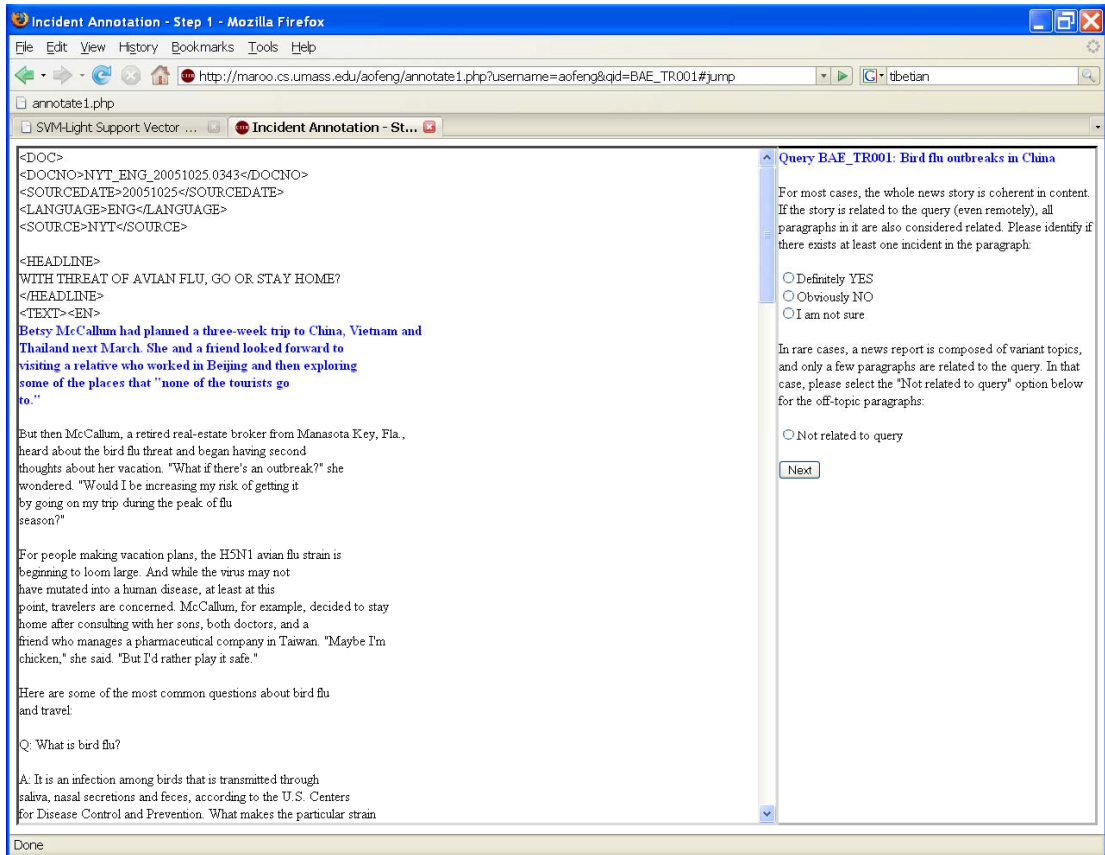 Incident Annotation - Step 1 - Mozilla Firefox
File Edit View History Bookmarks Tools Help
http://maroo.cs.umass.edu/aofeng/annotate1.php?username=aofeng&qid=BAE_TR001#jump
tibetian
annotate1.php
SVM-Light Support Vector ...
Incident Annotation - St...
<DOC>
<DOCNO>NYT_ENG_20051025.0343</DOCNO>
<SOURCEDATE>20051025</SOURCEDATE>
<LANGUAGE>ENG</LANGUAGE>
<SOURCE>NYT</SOURCE>
<HEADLINE>
WITH THREAT OF AVIAN FLU, GO OR STAY HOME?
</HEADLINE>
<TEXT><EN>
Betsy McCallum had planned a three-week trip to China, Vietnam and
Thailand next March. She and a friend looked forward to
visiting a relative who worked in Beijing and then exploring
some of the places that "none of the tourists go
to."
But then McCallum, a retired real-estate broker from Manasota Key, Fla.,
heard about the bird flu threat and began having second
thoughts about her vacation. "What if there's an outbreak?" she
wondered. "Would I be increasing my risk of getting it
by going on my trip during the peak of flu
season?"
For people making vacation plans, the H5N1 avian flu strain is
beginning to loom large. And while the virus may not
have mutated into a human disease, at least at this
point, travelers are concerned. McCallum, for example, decided to stay
home after consulting with her sons, both doctors, and a
friend who manages a pharmaceutical company in Taiwan. "Maybe I'm
chicken," she said. "But I'd rather play it safe."
Here are some of the most common questions about bird flu
and travel:
Q: What is bird flu?
A: It is an infection among birds that is transmitted through
saliva, nasal secretions and feces, according to the U.S. Centers
for Disease Control and Prevention. What makes the particular strain
Query BAE_TR001: Bird flu outbreaks in China
For most cases, the whole news story is coherent in content.
If the story is related to the query (even remotely), all
paragraphs in it are also considered related. Please identify if
there exists at least one incident in the paragraph:
Definitely YES
Obviously NO
I am not sure
In rare cases, a news report is composed of variant topics,
and only a few paragraphs are related to the query. In that
case, please select the "Not related to query" option below
for the off-topic paragraphs:
Not related to query
Next
Done